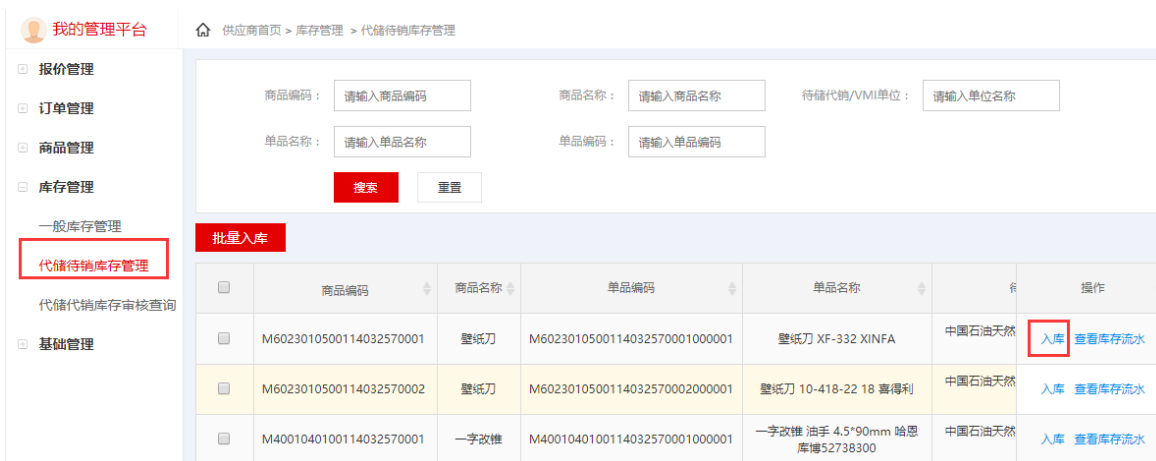 我的管理平台
供应商首页 > 库存管理 > 代储待销库存管理
报价管理
订单管理
商品管理
库存管理
一般库存管理
代储待销库存管理
代储代销库存审核查询
基础管理
商品编码： 请输入商品编码 商品名称： 请输入商品名称 待储代销/VMI单位： 请输入单位名称
单品名称： 请输入单品名称 单品编码： 请输入单品编码
搜索 重置
批量入库
商品编码 商品名称 单品编码 单品名称 操作
M6023010500114032570001 壁纸刀 M6023010500114032570001000001 壁纸刀 XF-332 XINFA 中国石油天然 入库 查看库存流水
M6023010500114032570002 壁纸刀 M6023010500114032570002000001 壁纸刀 10-418-22 18 喜得利 中国石油天然 入库 查看库存流水
M4001040100114032570001 一字改锥 M4001040100114032570001000001 一字改锥 油手 4.5*90mm 哈恩 中国石油天然 入库 查看库存流水
库博52738300